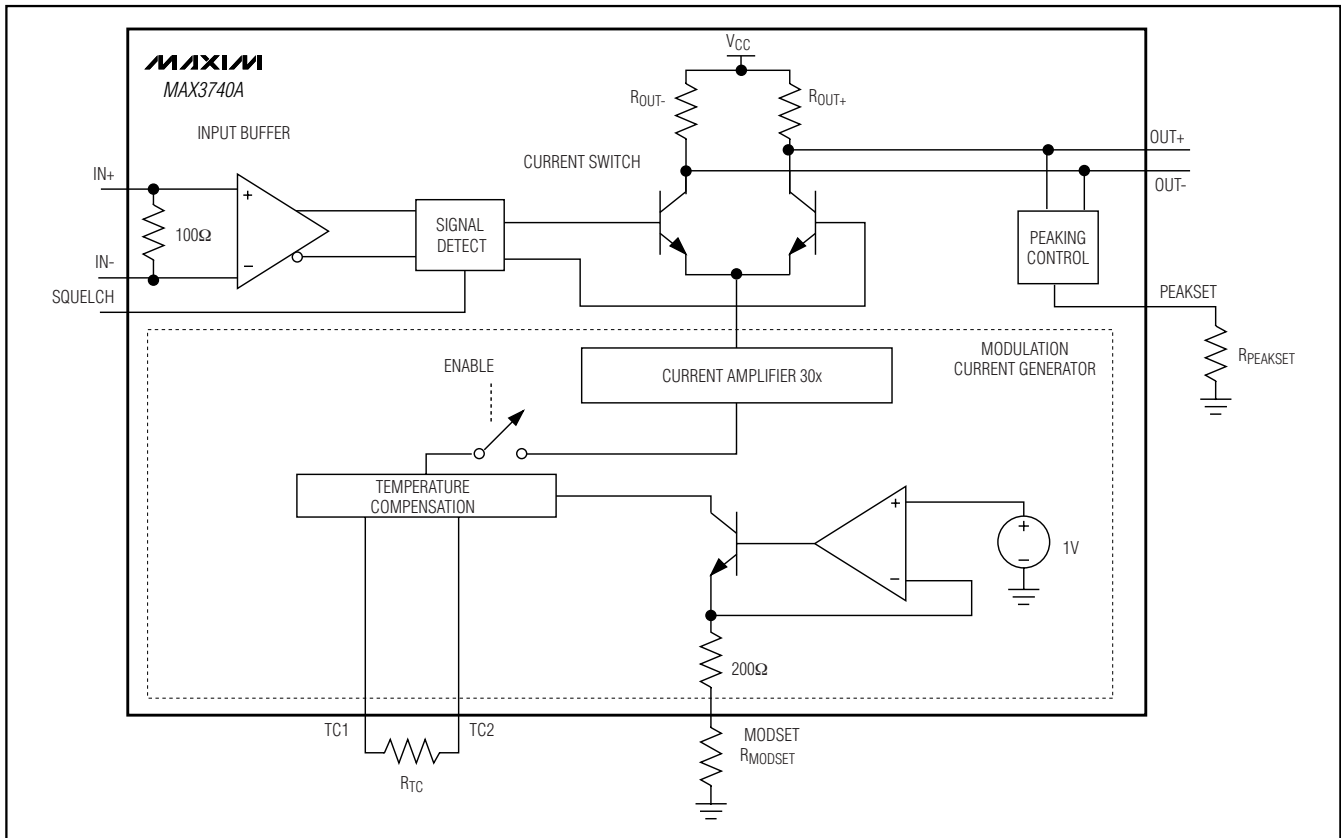 MAXIM
MAX3740A
INPUT BUFFER
VCC
ROUT-
ROUT+
CURRENT SWITCH
OUT+
OUT-
IN+
+
−
100Ω
IN-
SIGNAL
DETECT
PEAKING
CONTROL
SQUELCH
PEAKSET
RPEAKSET
MODULATION
CURRENT GENERATOR
ENABLE
CURRENT AMPLIFIER 30x
TEMPERATURE
COMPENSATION
+
−
+
−
1V
200Ω
TC1
TC2
RTC
MODSET
RMODSET